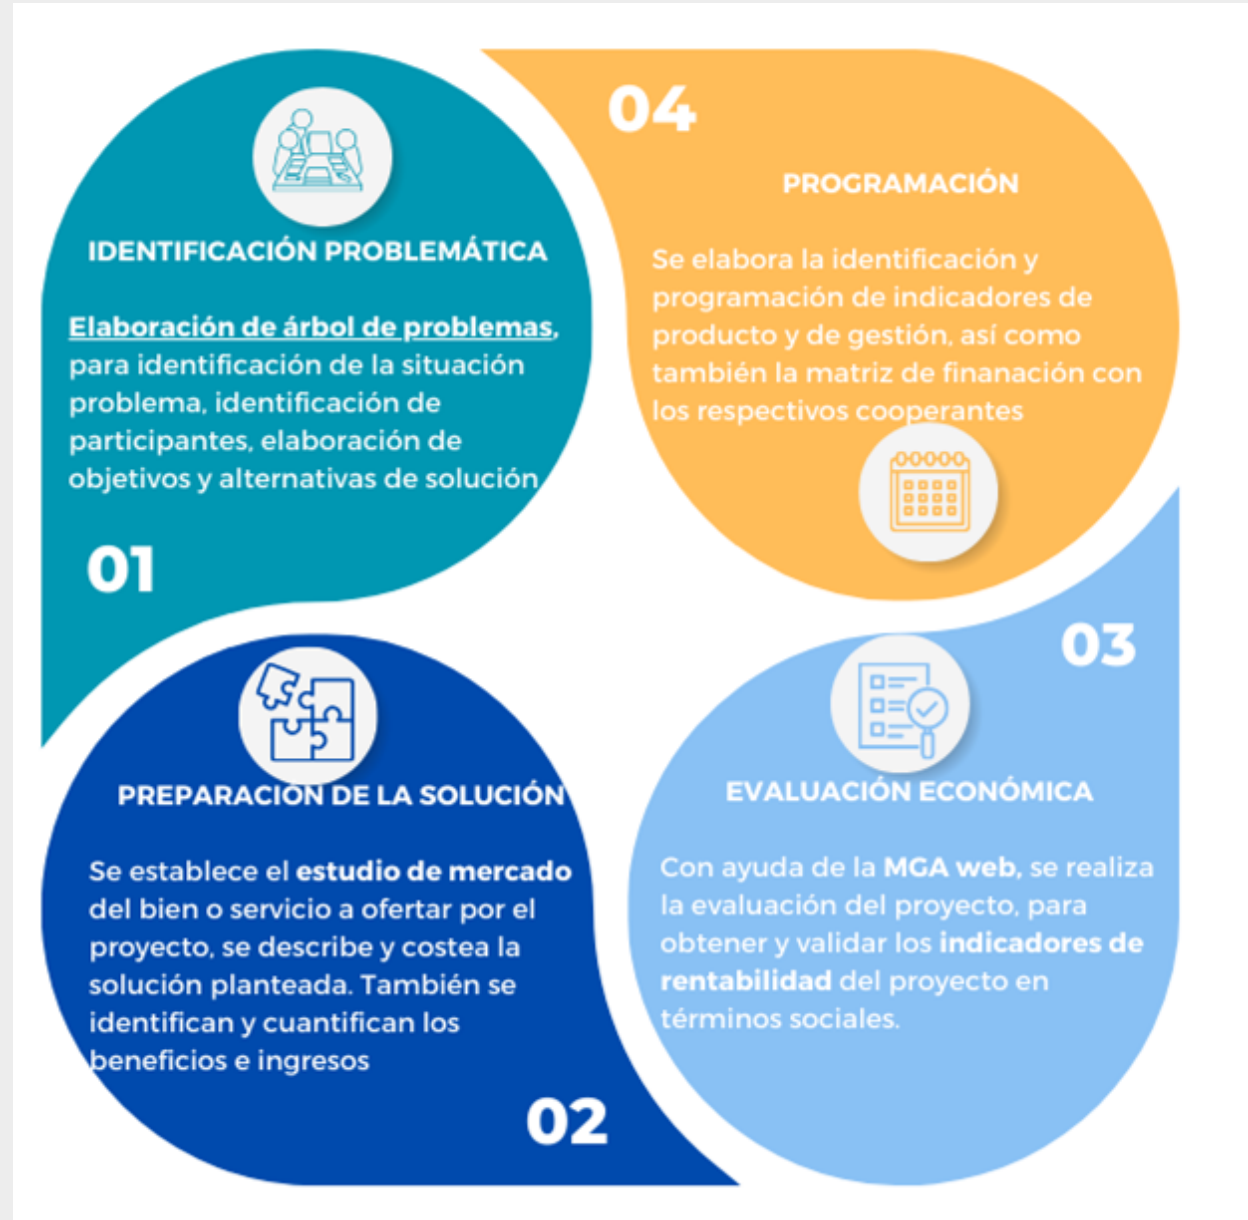 IDENTIFICACIÓN PROBLEMÁTICA
Elaboración de árbol de problemas,
para identificación de la situación
problema, identificación de
participantes, elaboración de
objetivos y alternativas de solución
01
PREPARACIÓN DE LA SOLUCIÓN
Se establece el estudio de mercado
del bien o servicio a ofertar por el
proyecto, se describe y costea la
solución planteada. También se
identifican y cuantifican los
beneficios e ingresos
02
03
EVALUACIÓN ECONÓMICA
Con ayuda de la MGA web, se realiza
la evaluación del proyecto, para
obtener y validar los indicadores de
rentabilidad del proyecto en
términos sociales.
04
PROGRAMACIÓN
Se elabora la identificación y
programación de indicadores de
producto y de gestión, así como
también la matriz de finanación con
los respectivos cooperantes